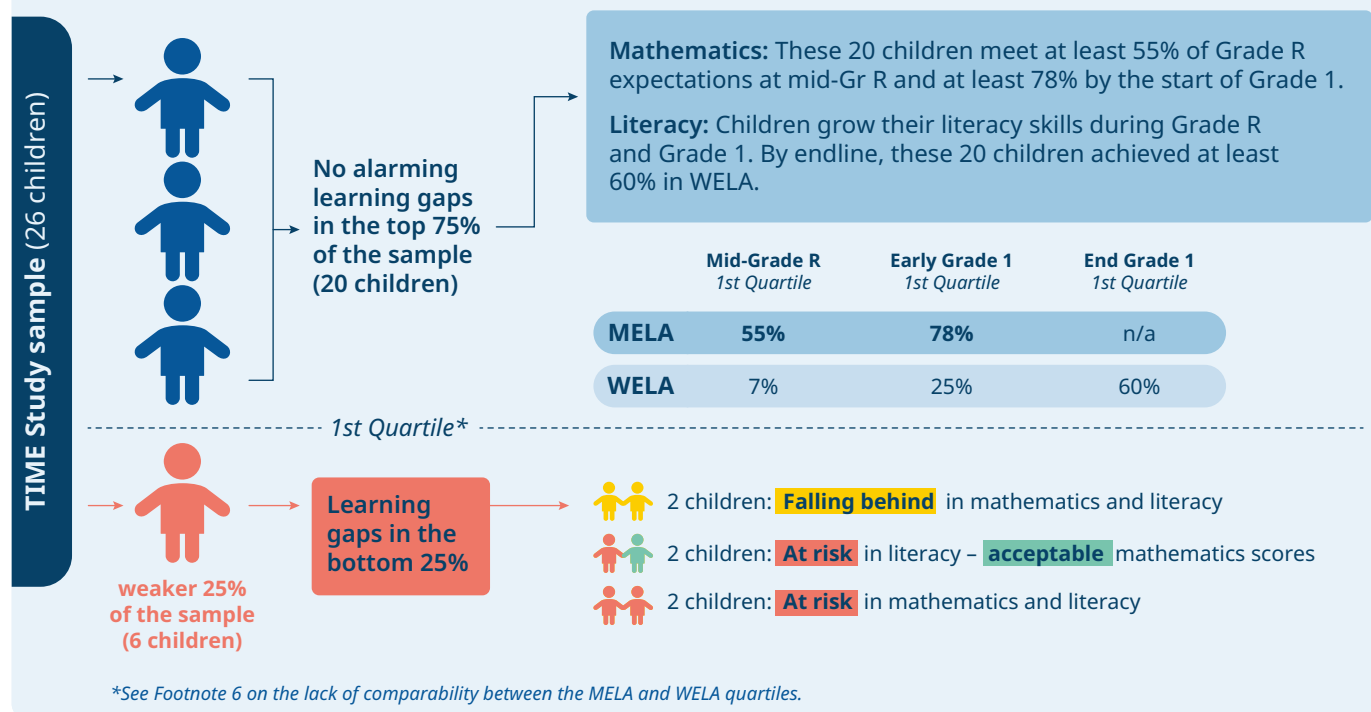 TIME Study sample (26 children)
No alarming
learning gaps
in the top 75%
of the sample
(20 children)
Mathematics: These 20 children meet at least 55% of Grade R
expectations at mid-Gr R and at least 78% by the start of Grade 1.
Literacy: Children grow their literacy skills during Grade R
and Grade 1. By endline, these 20 children achieved at least
60% in WELA.
Mid-Grade R Early Grade 1 End Grade 1
1st Quartile 1st Quartile 1st Quartile
MELA 55% 78% n/a
WELA 7% 25% 60%
1st Quartile*
weaker 25%
of the sample
(6 children)
Learning
gaps in the
bottom 25%
2 children: Falling behind in mathematics and literacy
2 children: At risk in literacy – acceptable mathematics scores
2 children: At risk in mathematics and literacy
*See Footnote 6 on the lack of comparability between the MELA and WELA quartiles.